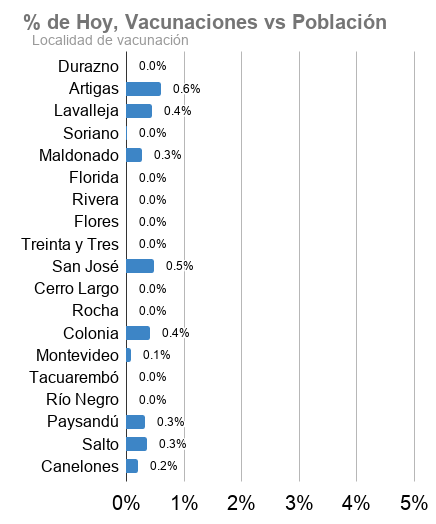 % de Hoy, Vacunaciones vs Población
Localidad de vacunación
Durazno 0.0%
Artigas 0.6%
Lavalleja 0.4%
Soriano 0.0%
Maldonado 0.3%
Florida 0.0%
Rivera 0.0%
Flores 0.0%
Treinta y Tres 0.0%
San José 0.5%
Cerro Largo 0.0%
Rocha 0.0%
Colonia 0.4%
Montevideo 0.1%
Tacuarembó 0.0%
Río Negro 0.0%
Paysandú 0.3%
Salto 0.3%
Canelones 0.2%
0% 1% 2% 3% 4% 5%